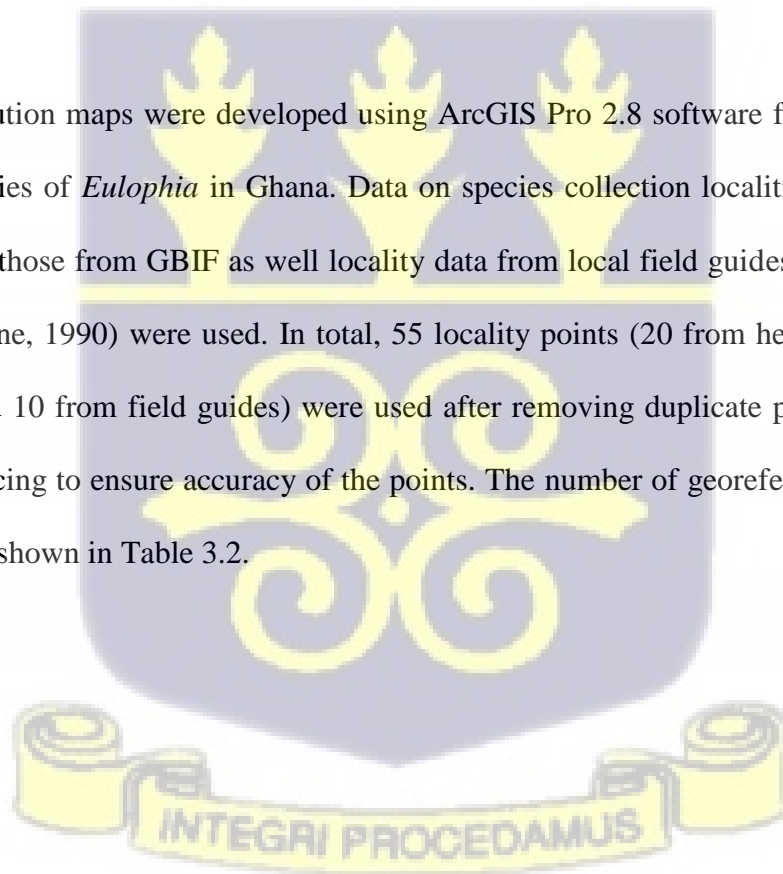 ution maps were developed using ArcGIS Pro 2.8 software f
ies of Eulophia in Ghana. Data on species collection localiti
those from GBIF as well locality data from local field guides
ne, 1990) were used. In total, 55 locality points (20 from he
10 from field guides) were used after removing duplicate p
cing to ensure accuracy of the points. The number of georefe
shown in Table 3.2.
INTEGRI PROCEDAMUS